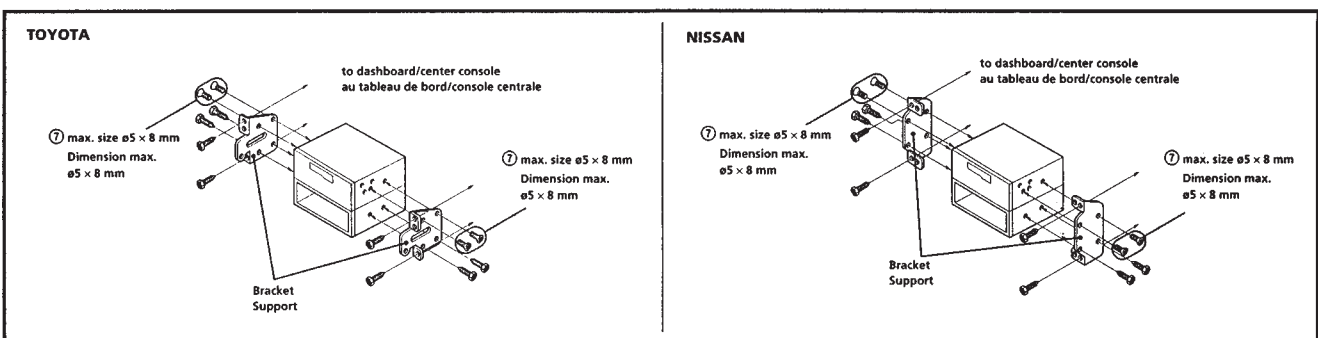 TOYOTA
to dashboard/center console
au tableau de bord/console centrale
⑦ max. size ø5 × 8 mm
Dimension max.
ø5 × 8 mm
⑦ max. size ø5 × 8 mm
Dimension max.
ø5 × 8 mm
Bracket
Support
NISSAN
to dashboard/center console
au tableau de bord/console centrale
⑦ max. size ø5 × 8 mm
Dimension max.
ø5 × 8 mm
⑦ max. size ø5 × 8 mm
Dimension max.
ø5 × 8 mm
Bracket
Support